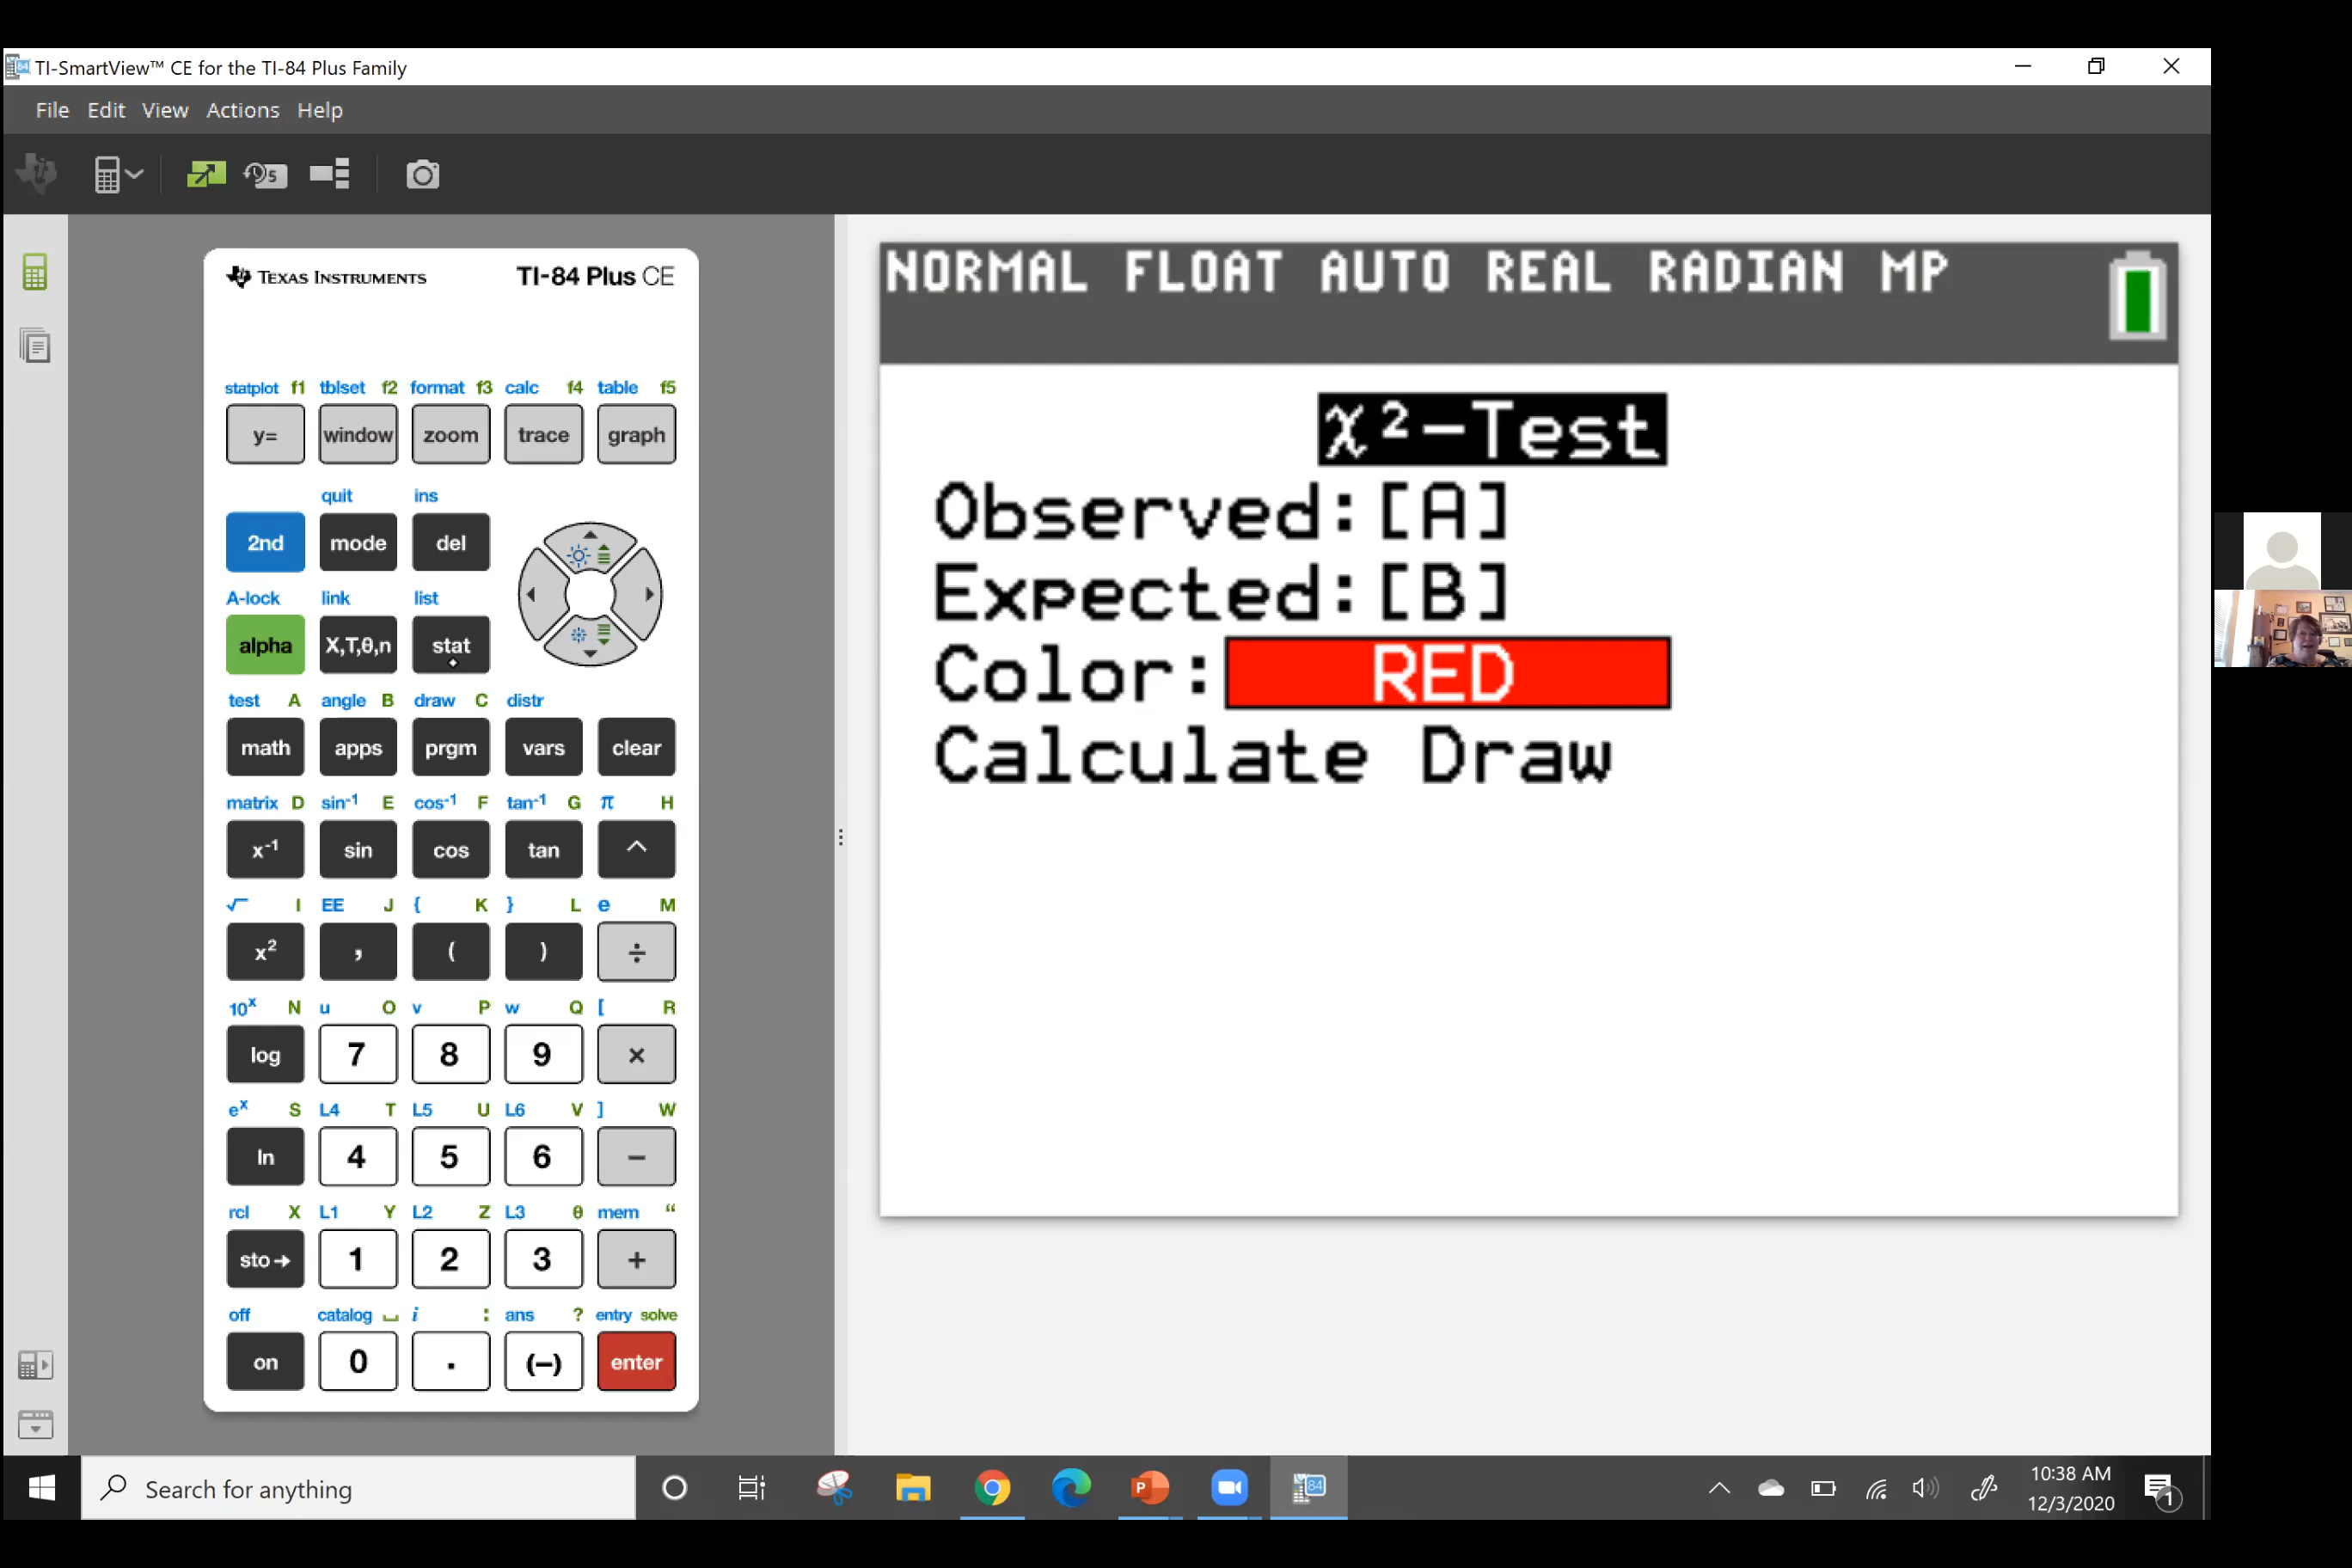 TI-SmartView™ CE for the TI-84 Plus Family
File Edit View Actions Help
5
TEXAS INSTRUMENTS TI-84 Plus CE
statplot f1 tblset f2 format f3 calc f4 table f5
y= window zoom trace graph
quit ins
2nd mode del
A-lock link list
alpha X,T,θ,n stat
test A angle B draw C distr
math apps prgm vars clear
matrix D sin⁻¹ E cos⁻¹ F tan⁻¹ G π H
x⁻¹ sin cos tan ^
√ I EE J { K } L e M
x² , ( ) ÷
10ˣ N u O v P w Q [ R
log 7 8 9 ×
eˣ S L4 T L5 U L6 V ] W
ln 4 5 6 −
rcl X L1 Y L2 Z L3 θ mem “
sto→ 1 2 3 +
off catalog ⎵ i : ans ? entry solve
on 0 . (−) enter
NORMAL FLOAT AUTO REAL RADIAN MP
χ²−Test
Observed:[A]
Expected:[B]
Color: RED
Calculate Draw
Search for anything
P
84
10:38 AM
12/3/2020
1